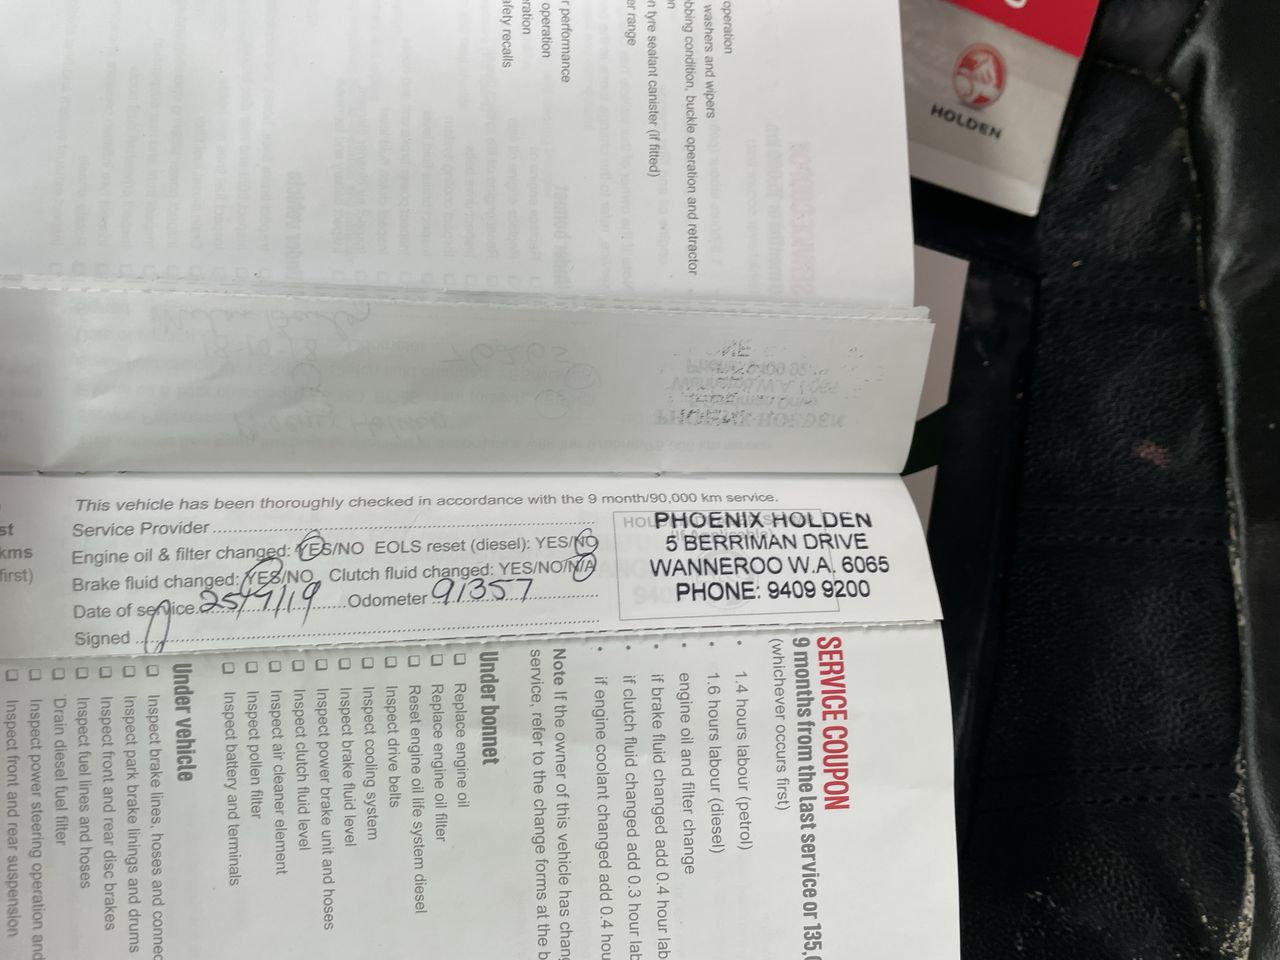 operation
washers and wipers
bbing condition, buckle operation and retractor
n tyre sealant canister (if fitted)
er range
r performance
operation
afety recalls
HOLDEN
st
kms
first)
This vehicle has been thoroughly checked in accordance with the 9 month/90,000 km service.
Service Provider
Engine oil & filter changed: YES/NO EOLS reset (diesel): YES/NO
Brake fluid changed: YES/NO Clutch fluid changed: YES/NO/N/A
Date of service 25/7/19 Odometer 91357
Signed
PHOENIX HOLDEN
5 BERRIMAN DRIVE
WANNEROO W.A. 6065
PHONE: 9409 9200
SERVICE COUPON
9 months from the last service or 135,0
(whichever occurs first)
• 1.4 hours labour (petrol)
• 1.6 hours labour (diesel)
• engine oil and filter change
• if brake fluid changed add 0.4 hour lab
• if clutch fluid changed add 0.3 hour lab
• if engine coolant changed add 0.4 hou
Note If the owner of this vehicle has chan
service, refer to the change forms at the b
Under bonnet
❑ Replace engine oil
❑ Replace engine oil filter
❑ Reset engine oil life system diesel
❑ Inspect drive belts
❑ Inspect cooling system
❑ Inspect brake fluid level
❑ Inspect power brake unit and hoses
❑ Inspect clutch fluid level
❑ Inspect air cleaner element
❑ Inspect pollen filter
❑ Inspect battery and terminals
Under vehicle
❑ Inspect brake lines, hoses and connec
❑ Inspect park brake linings and drums
❑ Inspect front and rear disc brakes
❑ Inspect fuel lines and hoses
❑ Drain diesel fuel filter
❑ Inspect power steering operation and
❑ Inspect front and rear suspension